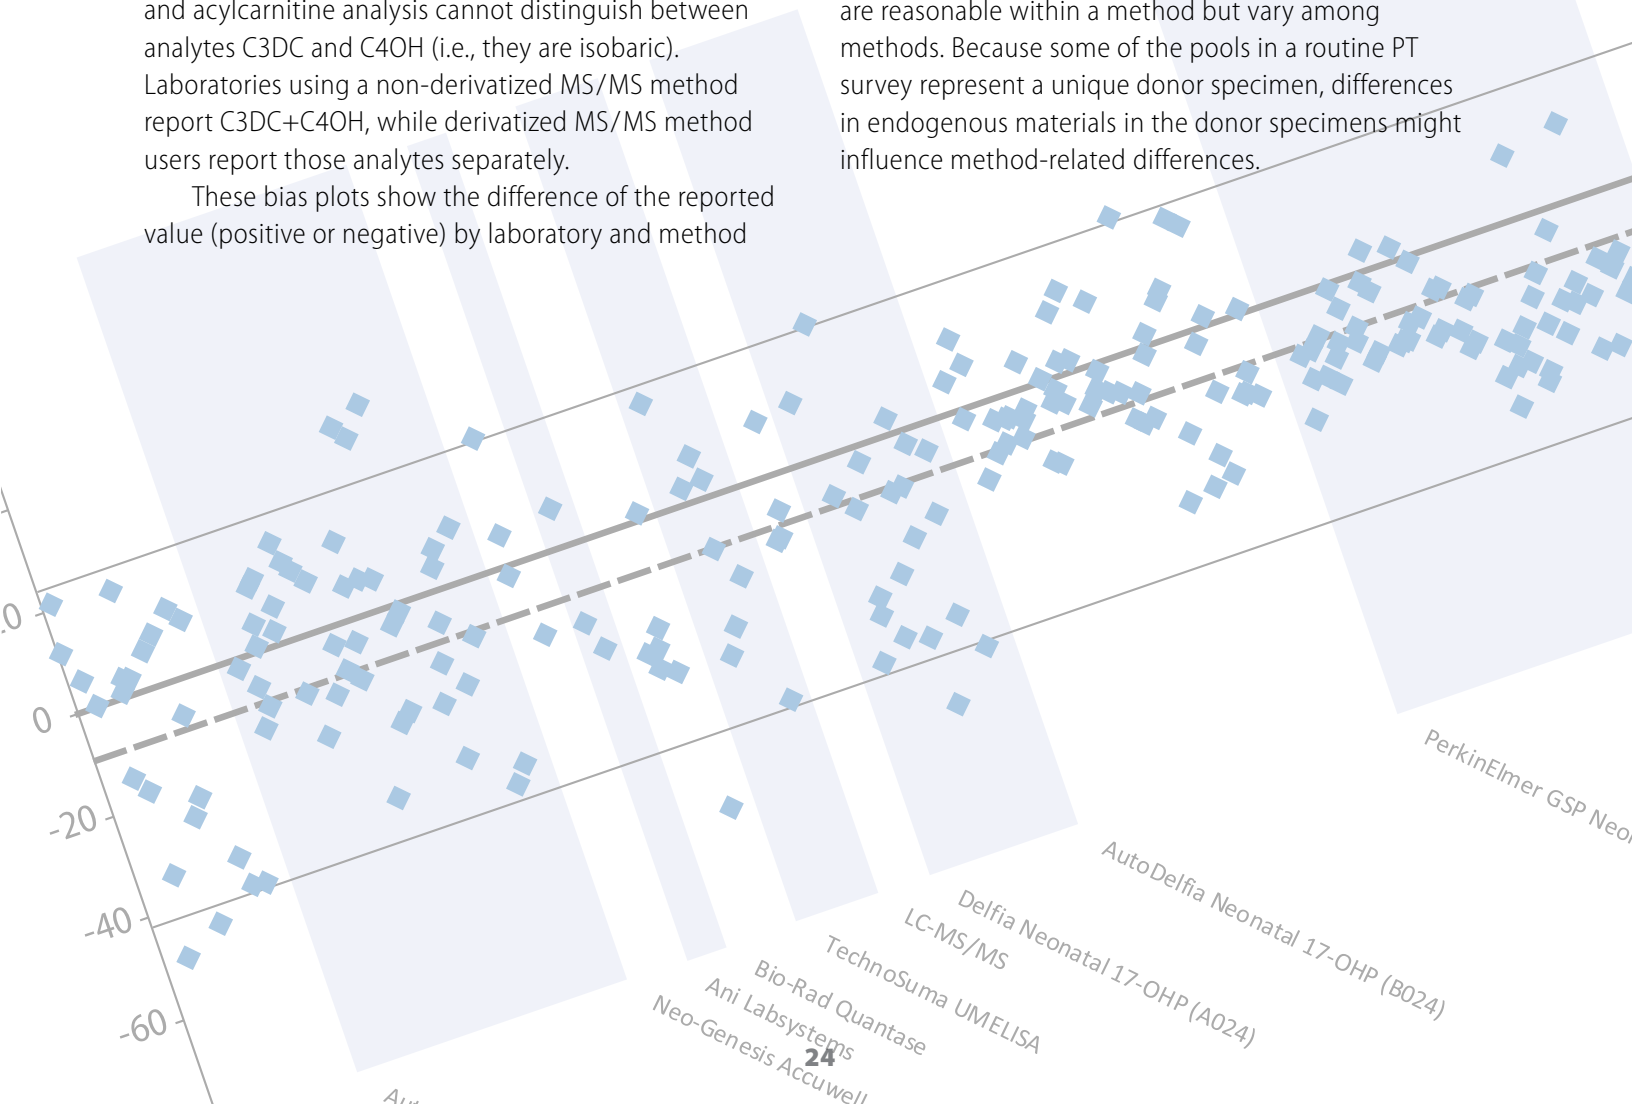 and acylcarnitine analysis cannot distinguish between
analytes C3DC and C4OH (i.e., they are isobaric).
Laboratories using a non-derivatized MS/MS method
report C3DC+C4OH, while derivatized MS/MS method
users report those analytes separately.
These bias plots show the difference of the reported
value (positive or negative) by laboratory and method
are reasonable within a method but vary among
methods. Because some of the pools in a routine PT
survey represent a unique donor specimen, differences
in endogenous materials in the donor specimens might
influence method-related differences.
0
0
-20
-40
-60
Aut
Neo-Genesis Accuwell
Ani Labsystems
Bio-Rad Quantase
TechnoSuma UMELISA
LC-MS/MS
Delfia Neonatal 17-OHP (A024)
AutoDelfia Neonatal 17-OHP (B024)
PerkinElmer GSP Neon
24